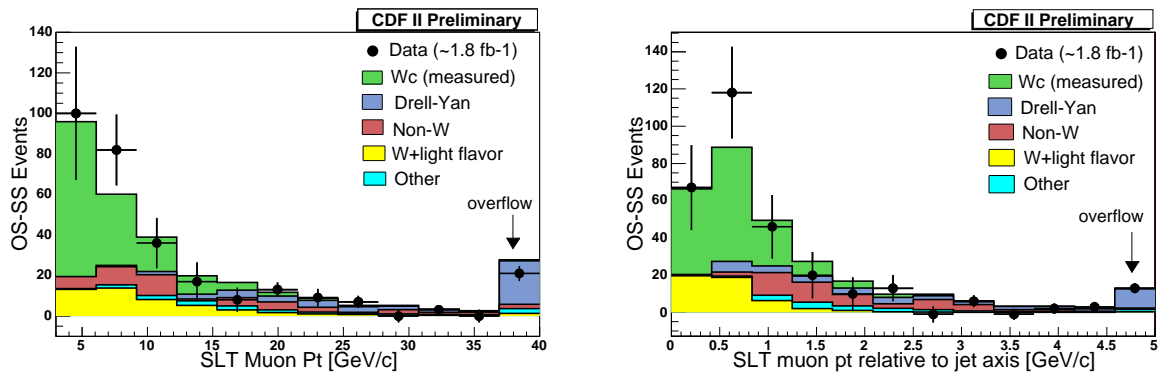 CDF II Preliminary
OS-SS Events
140
120
100
80
60
40
20
0
Data (~1.8 fb-1)
Wc (measured)
Drell-Yan
Non-W
W+light flavor
Other
overflow
5 10 15 20 25 30 35 40
SLT Muon Pt [GeV/c]
CDF II Preliminary
OS-SS Events
140
120
100
80
60
40
20
0
Data (~1.8 fb-1)
Wc (measured)
Drell-Yan
Non-W
W+light flavor
Other
overflow
0 0.5 1 1.5 2 2.5 3 3.5 4 4.5 5
SLT muon pt relative to jet axis [GeV/c]